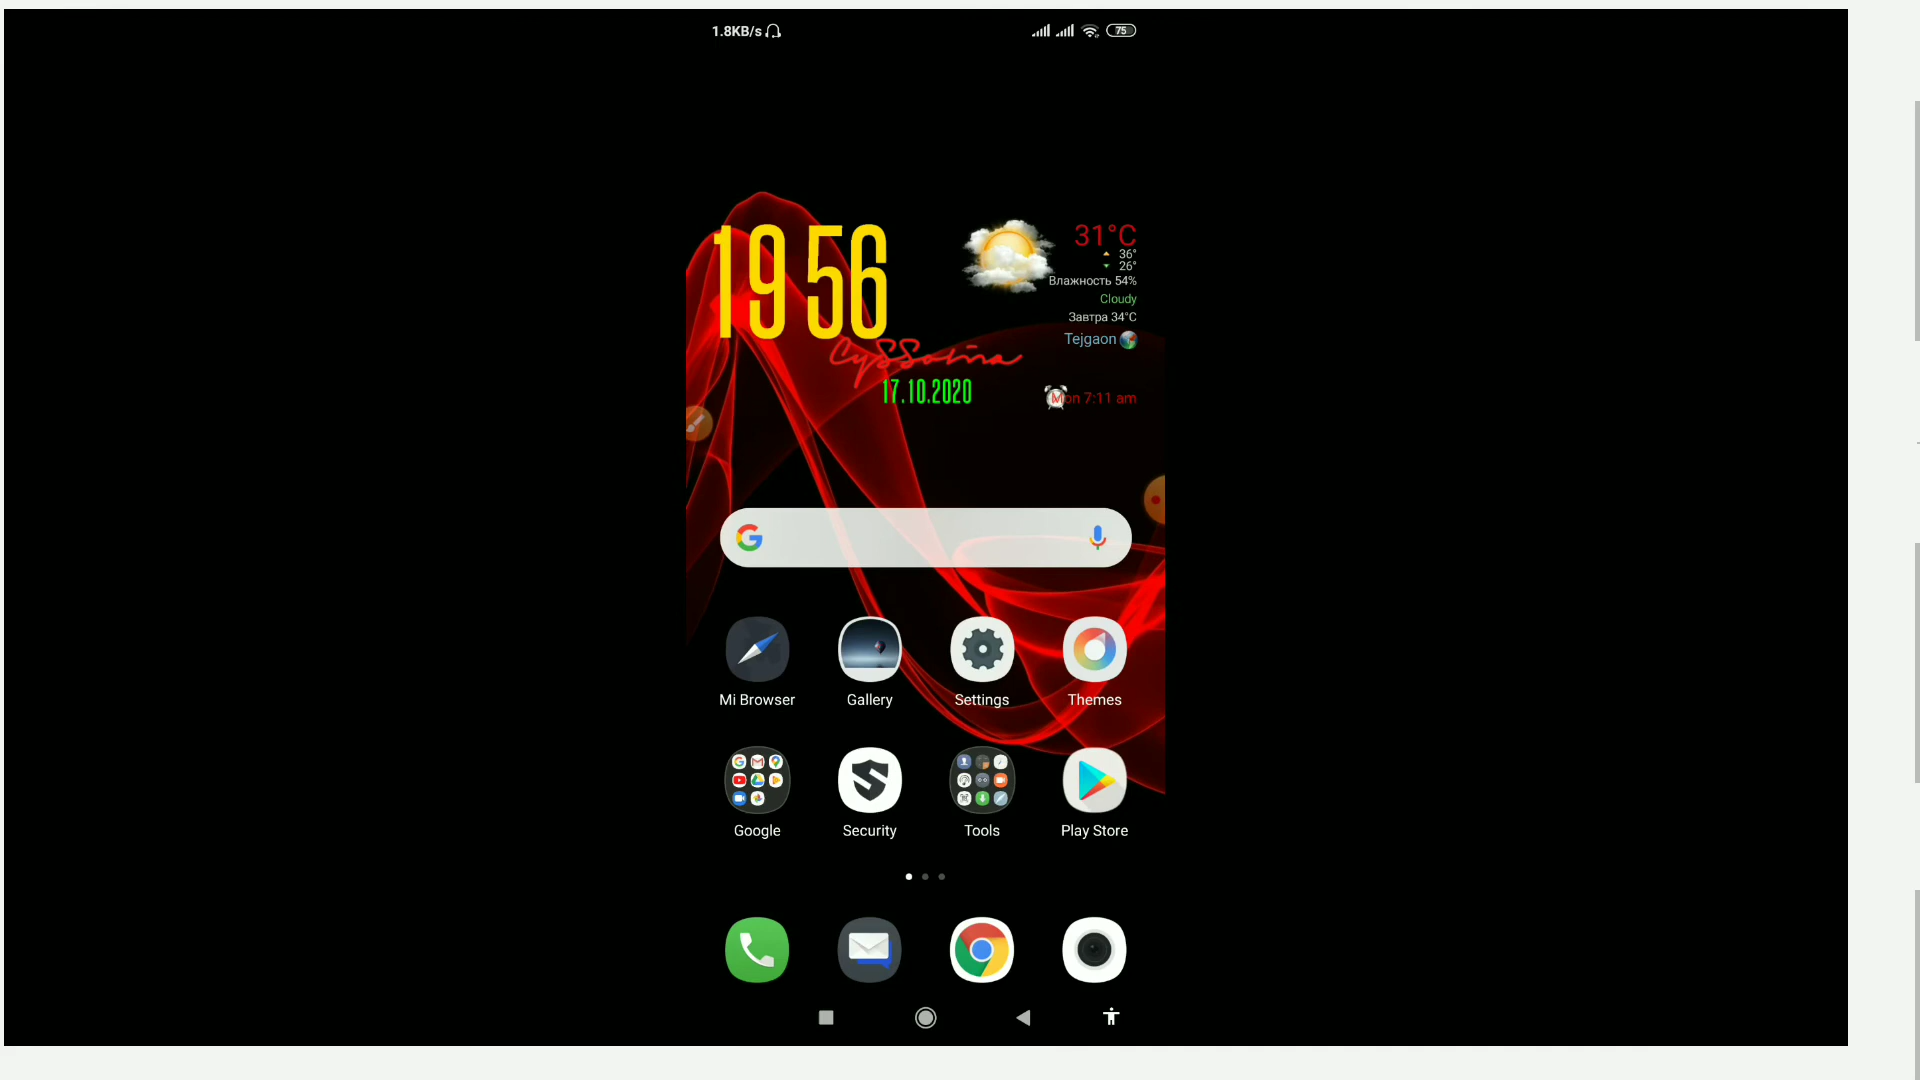 1.8KB/s
75
19 56
31°C
36°
26°
Влажность 54%
Cloudy
Завтра 34°C
Tejgaon
Суббота
17.10.2020
Mon 7:11 am
Mi Browser
Gallery
Settings
Themes
Google
Security
Tools
Play Store